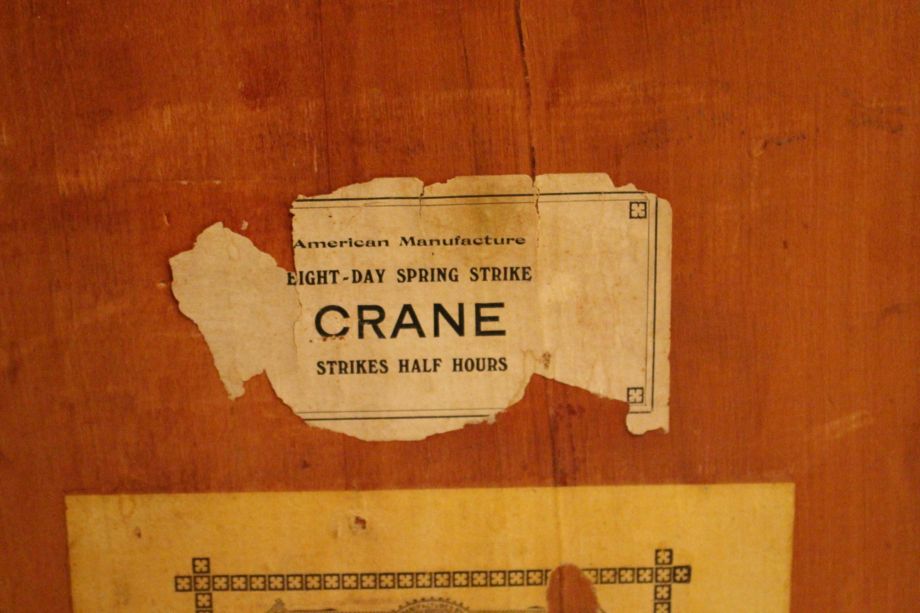 American Manufacture
EIGHT-DAY SPRING STRIKE
CRANE
STRIKES HALF HOURS